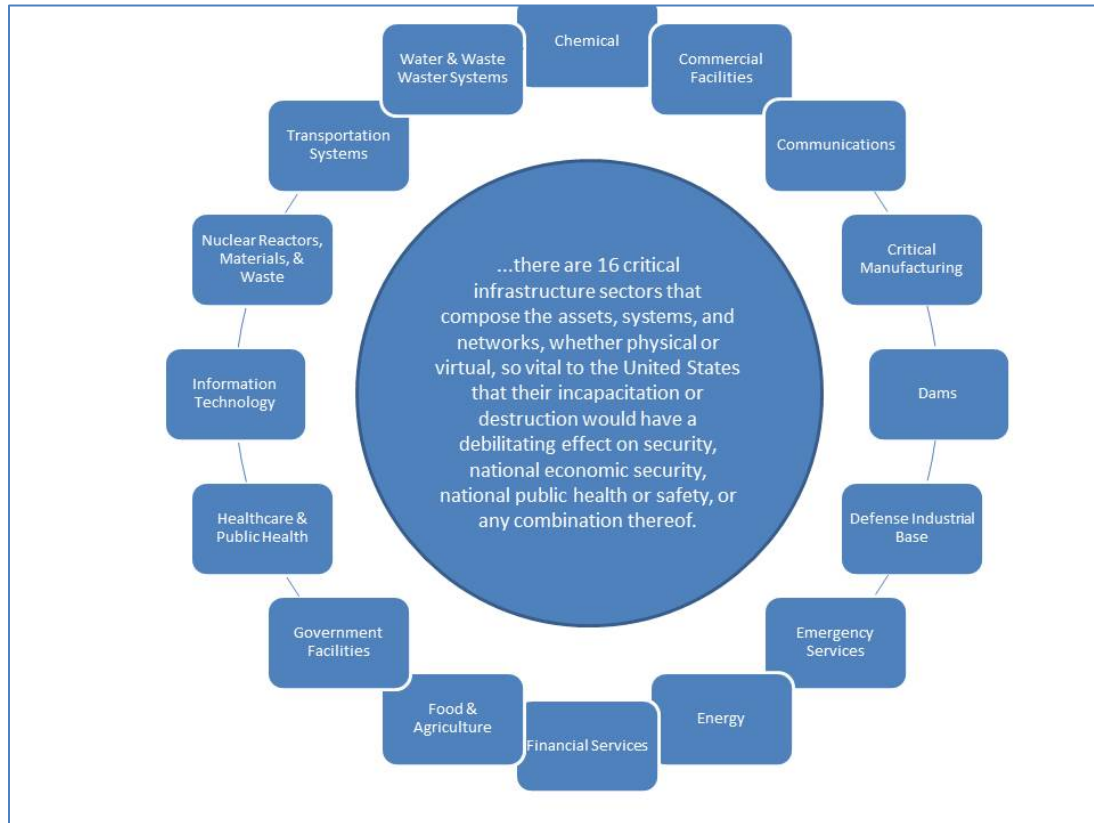 Chemical
Commercial
Facilities
Communications
Critical
Manufacturing
Dams
Defense Industrial
Base
Emergency
Services
Energy
Financial Services
Food &
Agriculture
Government
Facilities
Healthcare &
Public Health
Information
Technology
Nuclear Reactors,
Materials, &
Waste
Transportation
Systems
Water & Waste
Waster Systems
...there are 16 critical
infrastructure sectors that
compose the assets, systems, and
networks, whether physical or
virtual, so vital to the United States
that their incapacitation or
destruction would have a
debilitating effect on security,
national economic security,
national public health or safety, or
any combination thereof.